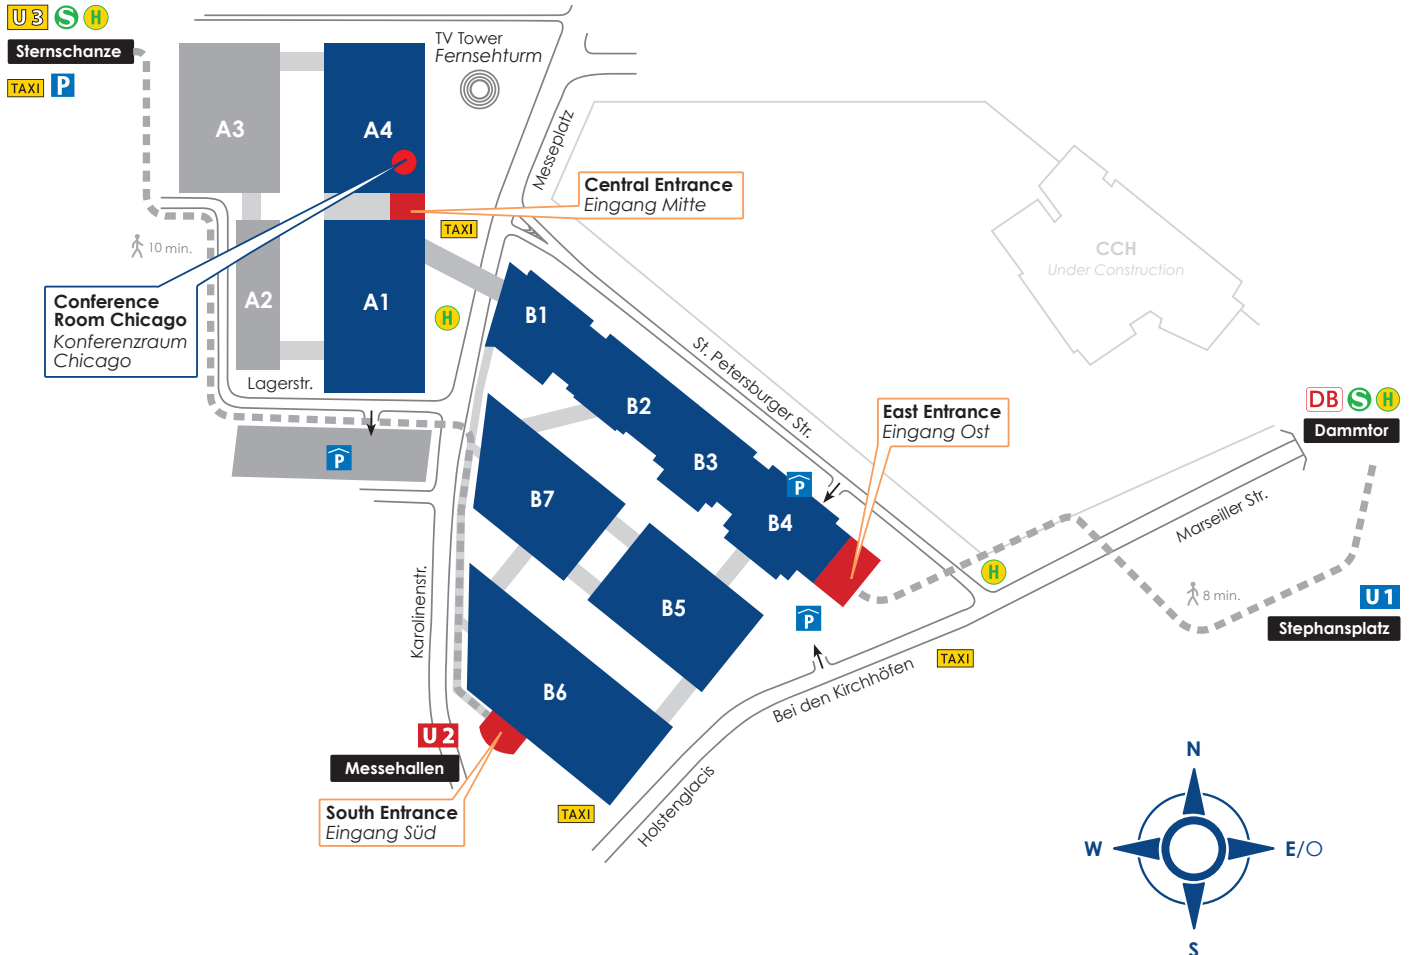 U3 S H
Sternschanze
TAXI P
TV Tower
Fernsehturm
A3
A4
Messeplatz
Central Entrance
Eingang Mitte
TAXI
10 min.
CCH
Under Construction
Conference
Room Chicago
Konferenzraum
Chicago
A2
A1
H
B1
Lagerstr.
St. Petersburger Str.
B2
East Entrance
Eingang Ost
DB S H
Dammtor
P
B3
P
B7
B4
Marseiller Str.
Karolinenstr.
H
8 min.
U1
Stephansplatz
B5
P
TAXI
Bei den Kirchhöfen
B6
U2
Messehallen
South Entrance
Eingang Süd
TAXI
Holstenglacis
N
W
E/O
S